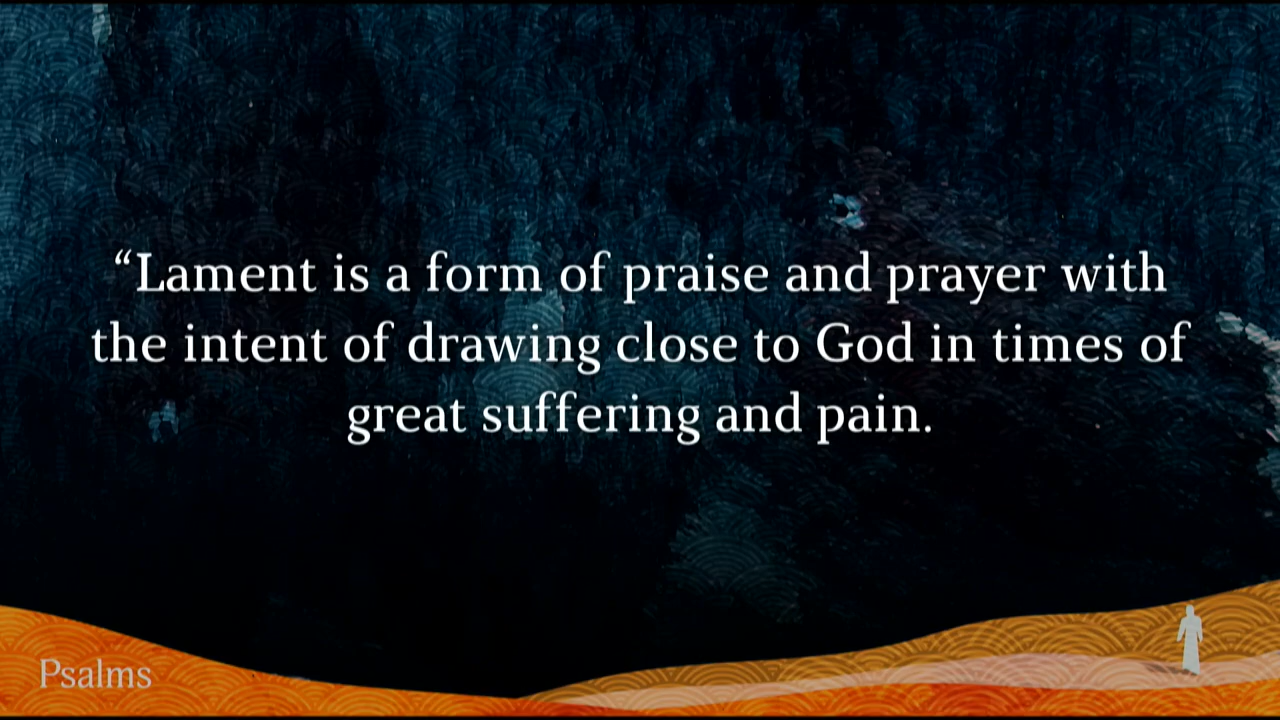 “Lament is a form of praise and prayer with
the intent of drawing close to God in times of
great suffering and pain.
Psalms